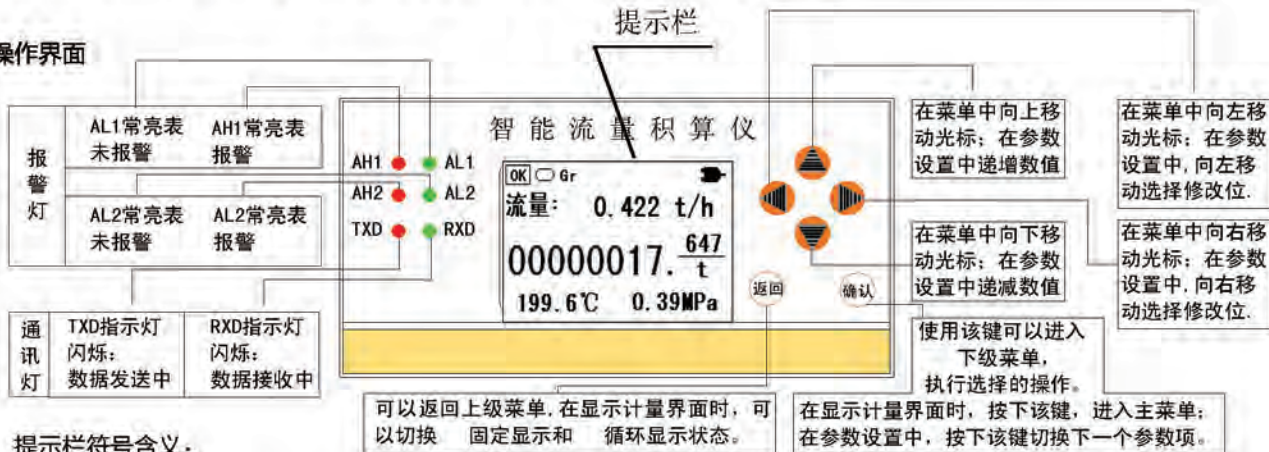 提示栏
操作界面
报警灯
AL1常亮表
未报警
AH1常亮表
报警
AL2常亮表
未报警
AL2常亮表
报警
通讯灯
TXD指示灯
闪烁:
数据发送中
RXD指示灯
闪烁:
数据接收中
智能流量积算仪
AH1 AL1
AH2 AL2
TXD RXD
OK Gr
流量: 0.422 t/h
00000017. 647
t
199.6℃ 0.39MPa
返回
确认
在菜单中向上移
动光标; 在参数
设置中递增数值
在菜单中向左移
动光标; 在参数
设置中, 向左移
动选择修改位.
在菜单中向下移
动光标; 在参数
设置中递减数值
在菜单中向右移
动光标; 在参数
设置中, 向右移
动选择修改位.
使用该键可以进入
下级菜单,
执行选择的操作。
可以返回上级菜单, 在显示计量界面时, 可
以切换 固定显示和 循环显示状态。
在显示计量界面时, 按下该键, 进入主菜单;
在参数设置中, 按下该键切换下一个参数项。
提示栏符号含义: